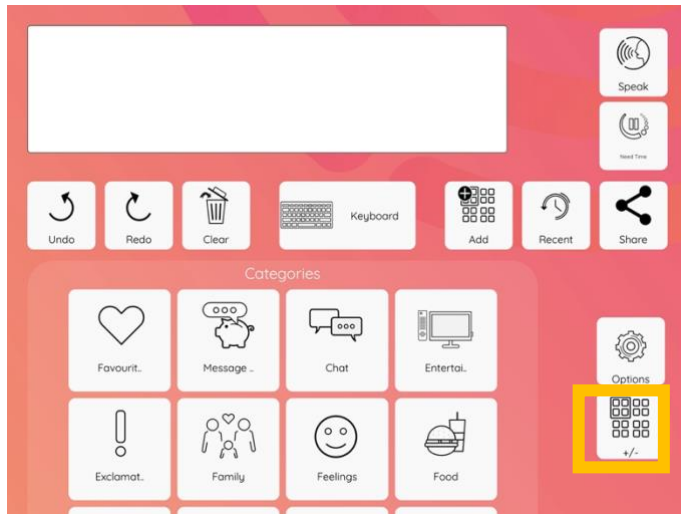 Speak
Need Time
Undo
Redo
Clear
Keyboard
Add
Recent
Share
Categories
Favourit..
Message ..
Chat
Entertai..
Options
Exclamat..
Family
Feelings
Food
+/-